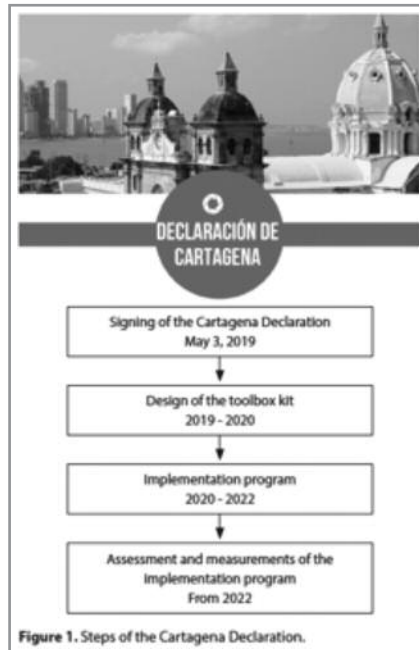 DECLARACIÓN DE
CARTAGENA
Signing of the Cartagena Declaration
May 3, 2019
Design of the toolbox kit
2019 - 2020
Implementation program
2020 - 2022
Assessment and measurements of the
implementation program
From 2022
Figure 1. Steps of the Cartagena Declaration.